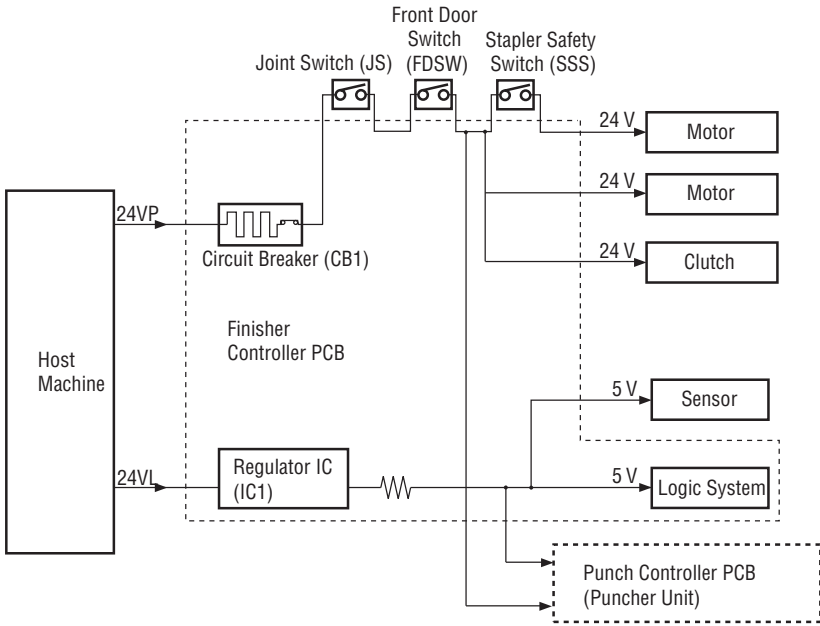 Front Door
Switch
(FDSW)
Stapler Safety
Switch (SSS)
Joint Switch (JS)
24 V
Motor
24 V
Motor
24VP
24 V
Clutch
Circuit Breaker (CB1)
Finisher
Controller PCB
Host
Machine
5 V
Sensor
24VL
Regulator IC
(IC1)
5 V
Logic System
Punch Controller PCB
(Puncher Unit)